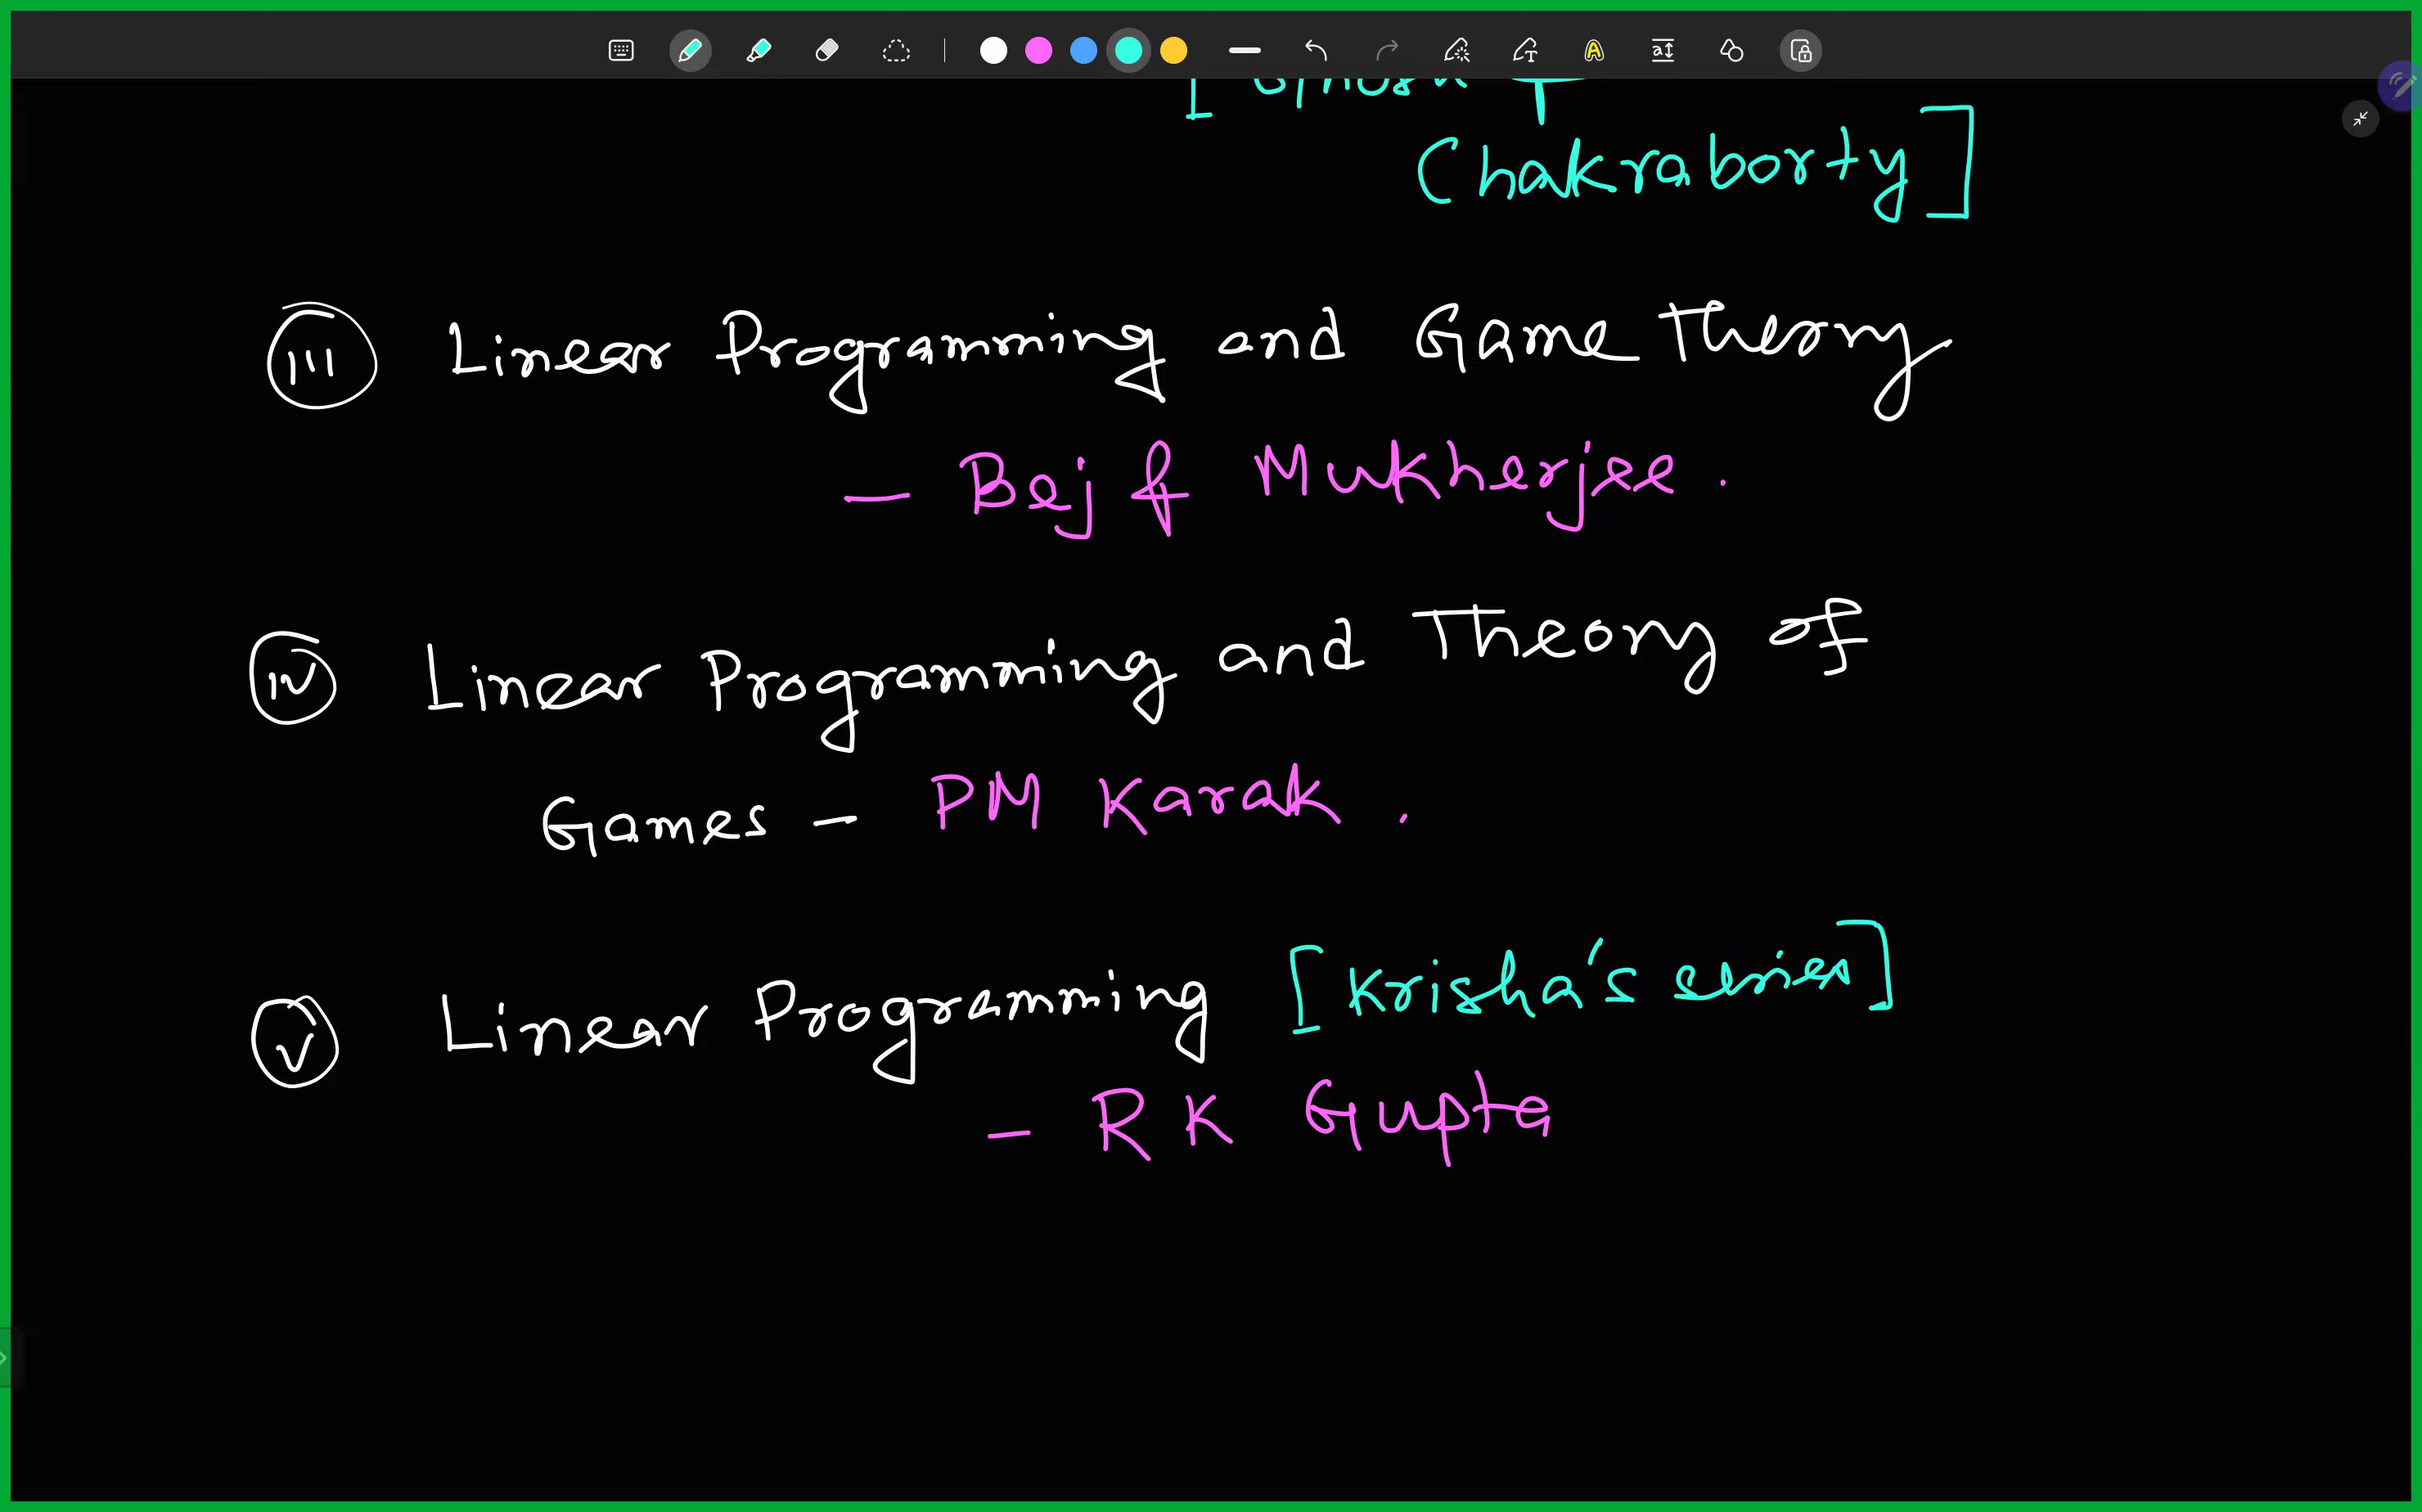 Chakraborty]
(III) Linear Programming and Game Theory
— Bej & Mukherjee.
(IV) Linear Programming and Theory of
Games — PM Karak.
(V) Linear Programming [Krisha's series]
— RK Gupta